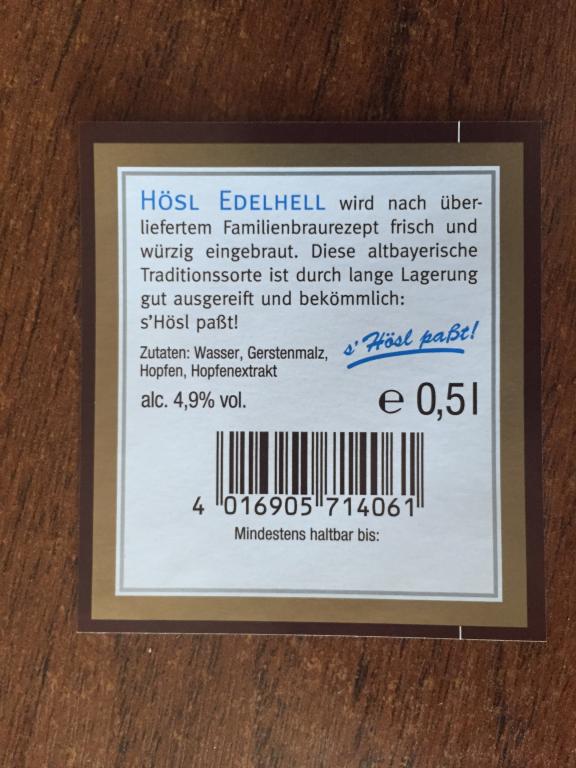 HÖSL EDELHELL wird nach über-
liefertem Familienbraurezept frisch und
würzig eingebraut. Diese altbayerische
Traditionssorte ist durch lange Lagerung
gut ausgereift und bekömmlich:
s'Hösl paßt!
s' Hösl paßt!
Zutaten: Wasser, Gerstenmalz,
Hopfen, Hopfenextrakt
alc. 4,9% vol.
℮ 0,5 l
4 016905 714061
Mindestens haltbar bis: